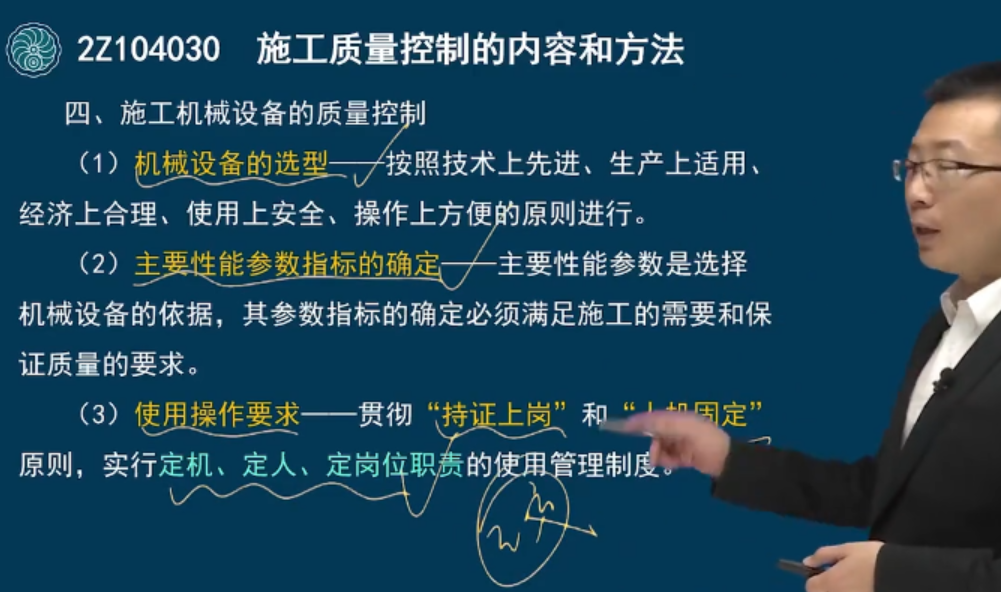 2Z104030 施工质量控制的内容和方法
四、施工机械设备的质量控制
（1）机械设备的选型——按照技术上先进、生产上适用、
经济上合理、使用上安全、操作上方便的原则进行。
（2）主要性能参数指标的确定——主要性能参数是选择
机械设备的依据，其参数指标的确定必须满足施工的需要和保
证质量的要求。
（3）使用操作要求——贯彻“持证上岗”和“人机固定”
原则，实行定机、定人、定岗位职责的使用管理制度。